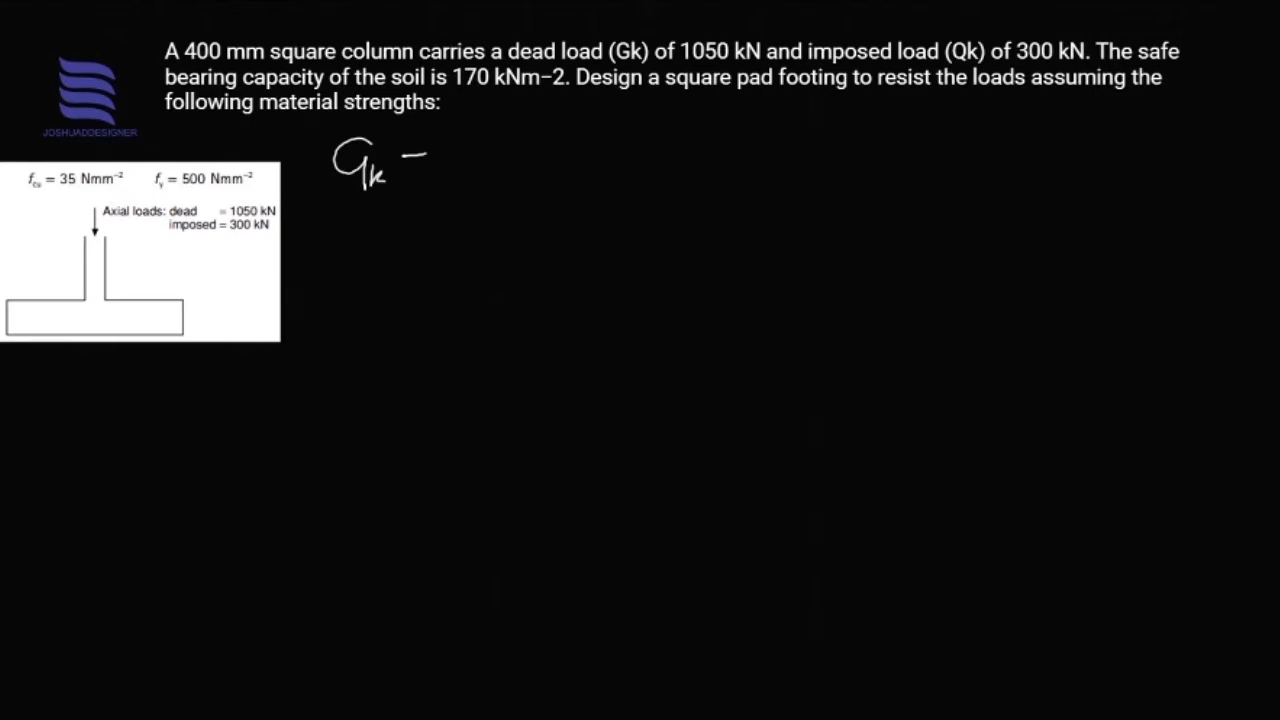 A 400 mm square column carries a dead load (Gk) of 1050 kN and imposed load (Qk) of 300 kN. The safe
bearing capacity of the soil is 170 kNm−2. Design a square pad footing to resist the loads assuming the
following material strengths:
JOSHUADDESIGNER
Gk −
fcu = 35 Nmm⁻² fy = 500 Nmm⁻²
Axial loads: dead = 1050 kN
imposed = 300 kN